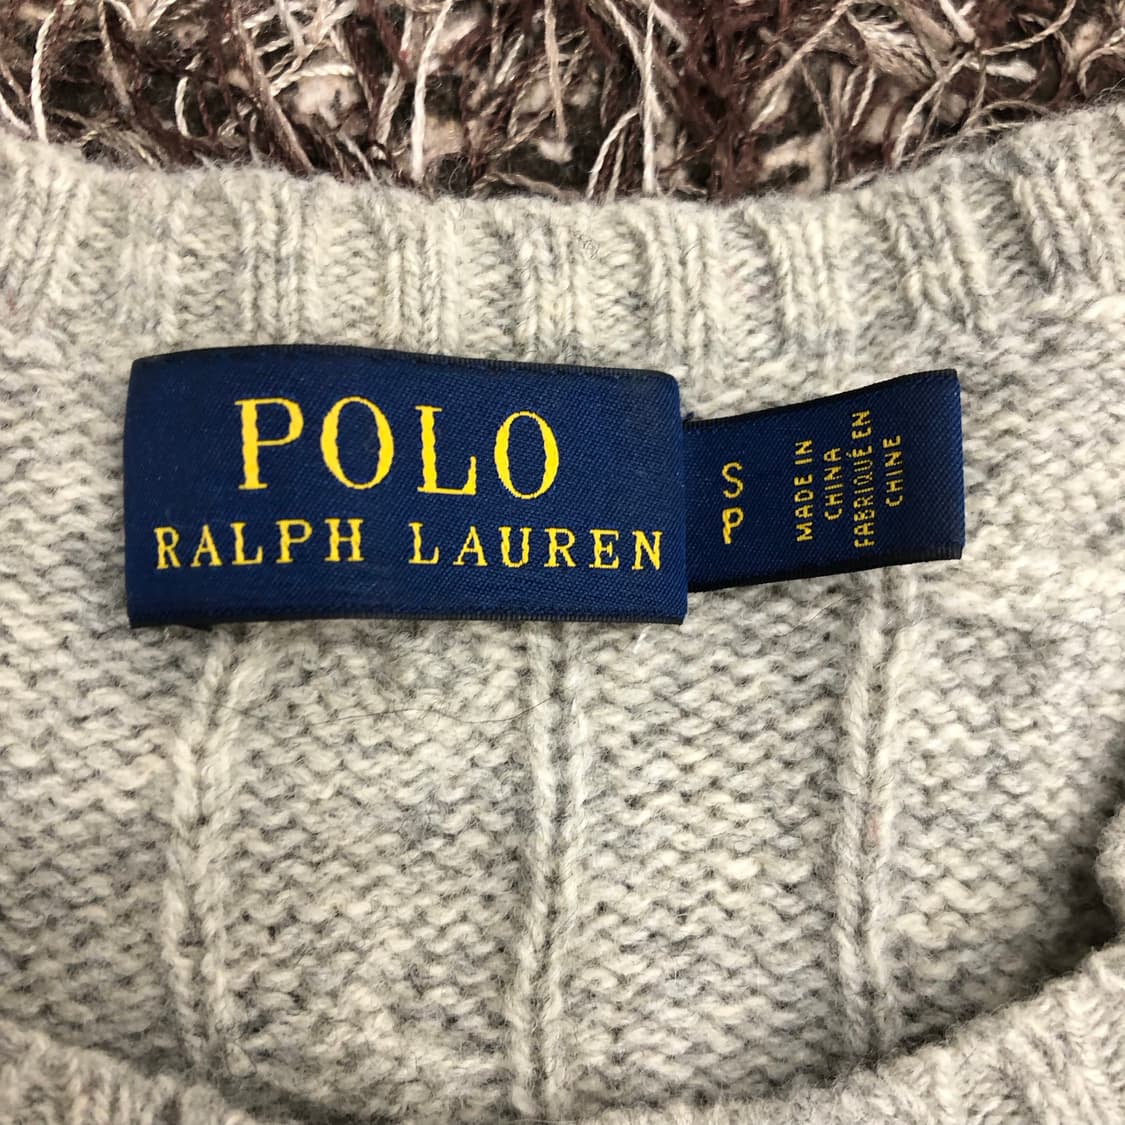 POLO
RALPH LAUREN
S
P
MADE IN
CHINA
FABRIQUÉ EN
CHINE